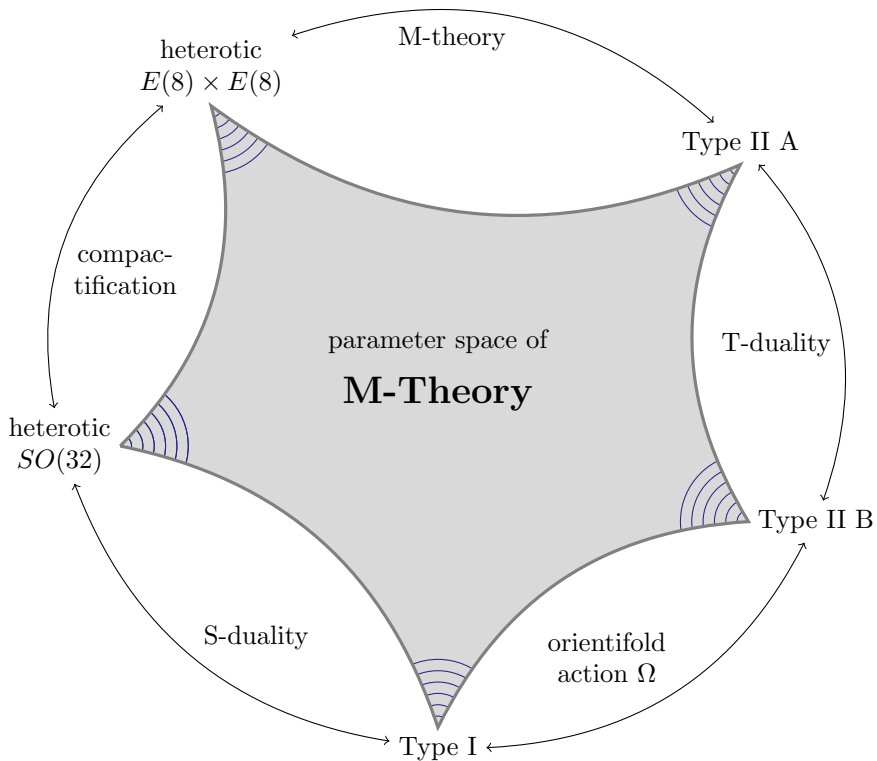 M-theory
heterotic
E(8) × E(8)
Type II A
compac-
tification
parameter space of
T-duality
M-Theory
heterotic
SO(32)
Type II B
S-duality
orientifold
action Ω
Type I